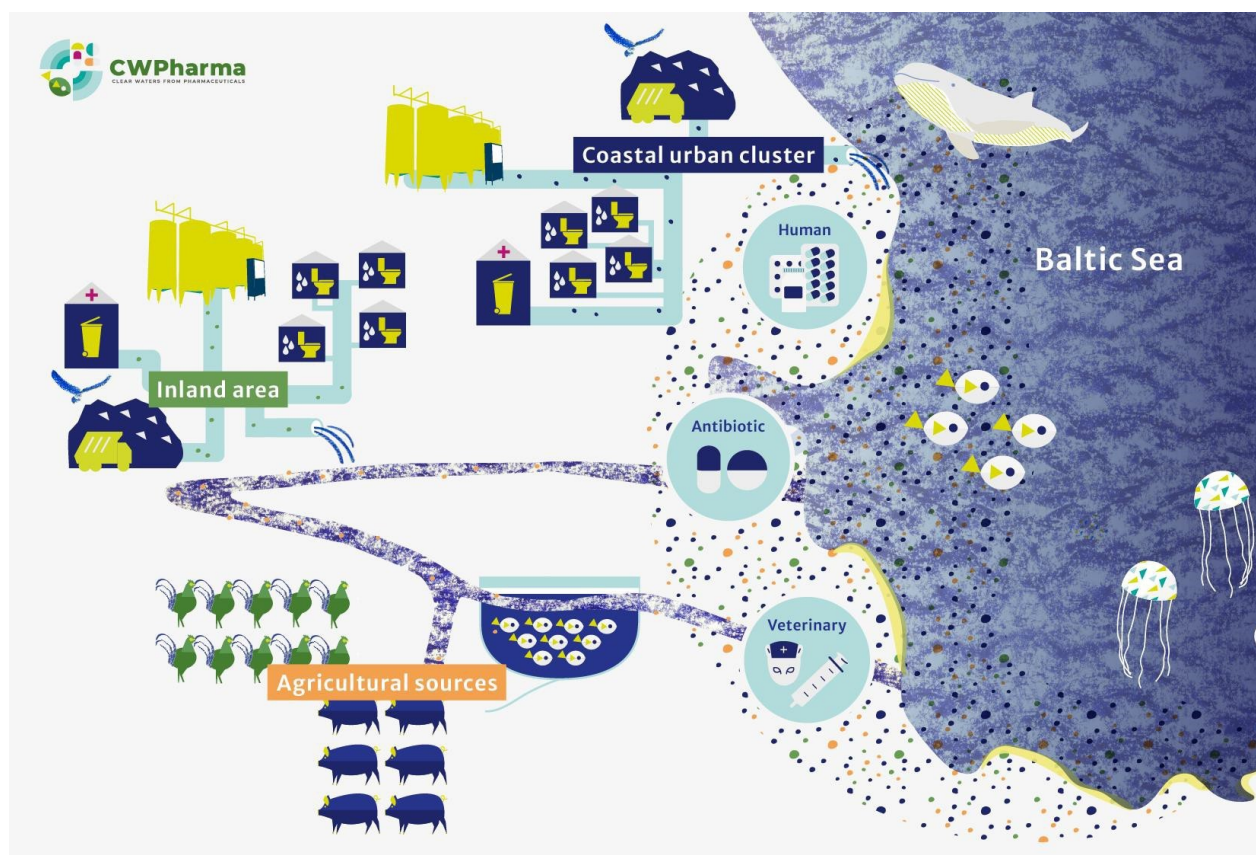 CWPharma
CLEAR WATERS FROM PHARMACEUTICALS
Coastal urban cluster
Human
Baltic Sea
Inland area
Antibiotic
Veterinary
Agricultural sources